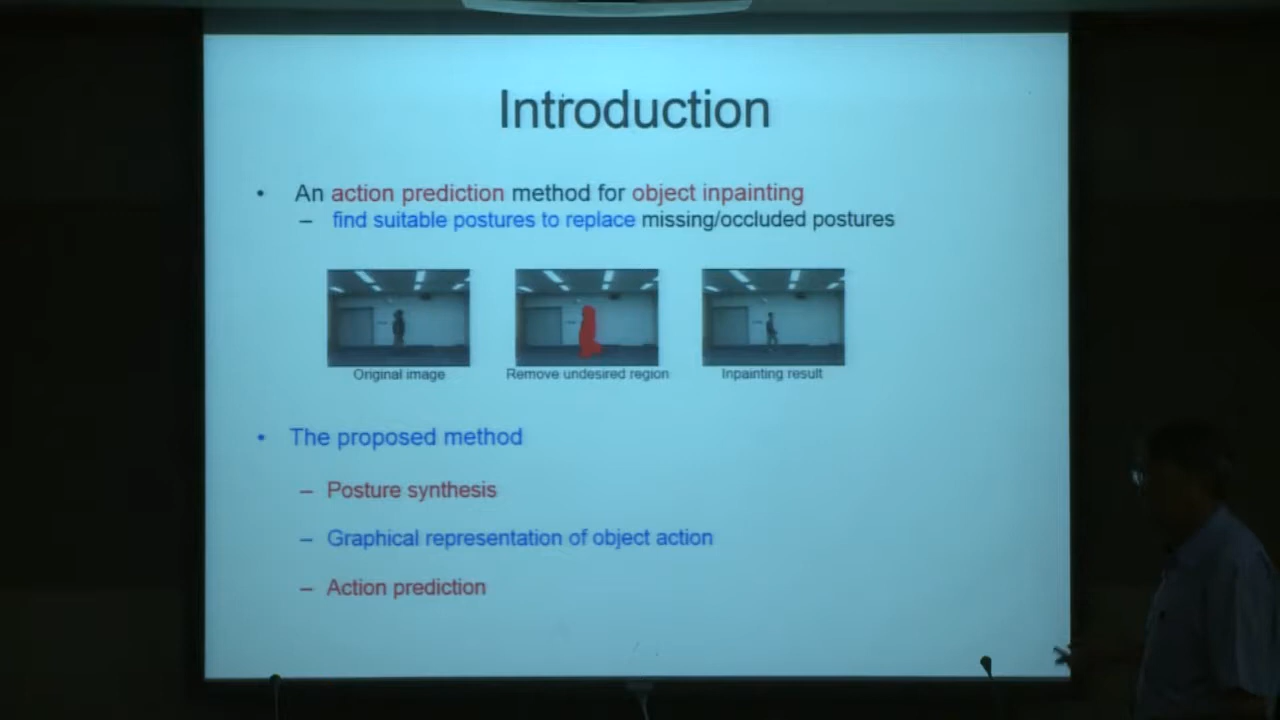 Introduction
• An action prediction method for object inpainting
– find suitable postures to replace missing/occluded postures
Original image
Remove undesired region
Inpainting result
• The proposed method
– Posture synthesis
– Graphical representation of object action
– Action prediction